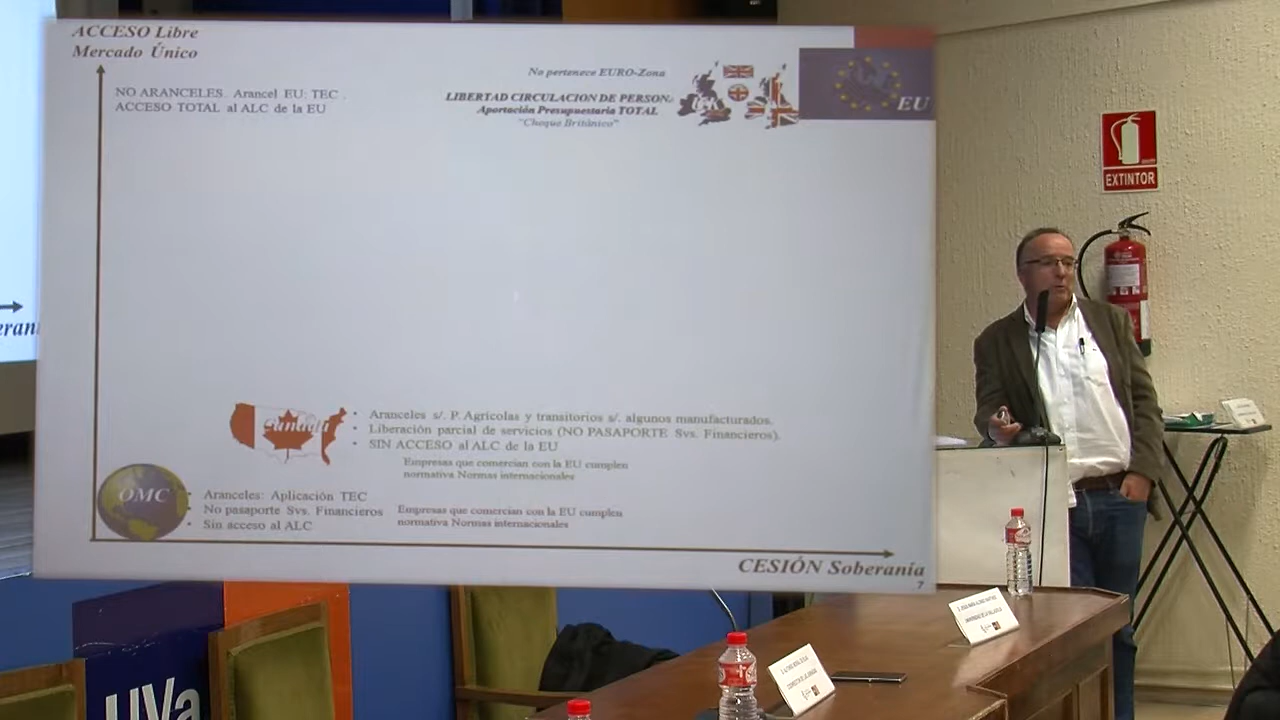 ACCESO Libre
Mercado Único
NO ARANCELES. Arancel EU: TEC.
ACCESO TOTAL al ALC de la EU
No pertenece EURO-Zona
LIBERTAD CIRCULACION DE PERSON
Aportación Presupuestaria TOTAL
"Cheque Británico"
UK
EU
EXTINTOR
Canadá
• Aranceles s/. P. Agrícolas y transitorios s/. algunos manufacturados.
• Liberación parcial de servicios (NO PASAPORTE Svs. Financieros).
• SIN ACCESO al ALC de la EU
Empresas que comercian con la EU cumplen
normativa Normas internacionales
OMC
• Aranceles: Aplicación TEC
• No pasaporte Svs. Financieros
• Sin acceso al ALC
Empresas que comercian con la EU cumplen
normativa Normas internacionales
CESIÓN Soberanía
7
eran
UVa